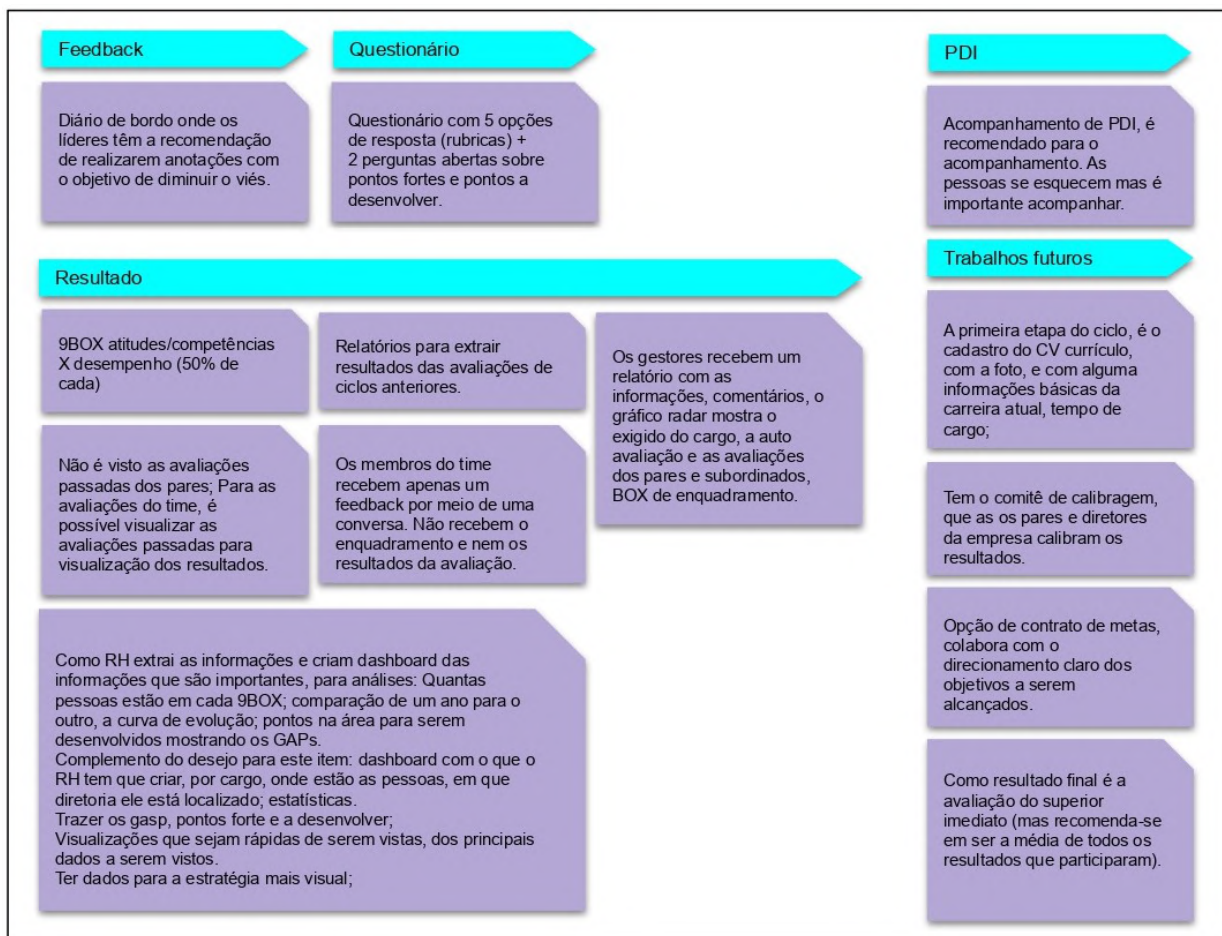 Feedback
Diário de bordo onde os
líderes têm a recomendação
de realizarem anotações com
o objetivo de diminuir o viés.
Questionário
Questionário com 5 opções
de resposta (rubricas) +
2 perguntas abertas sobre
pontos fortes e pontos a
desenvolver.
Resultado
9BOX atitudes/competências
X desempenho (50% de
cada)
Relatórios para extrair
resultados das avaliações de
ciclos anteriores.
Os gestores recebem um
relatório com as
informações, comentários, o
gráfico radar mostra o
exigido do cargo, a auto
avaliação e as avaliações
dos pares e subordinados,
BOX de enquadramento.
Não é visto as avaliações
passadas dos pares; Para as
avaliações do time, é
possível visualizar as
avaliações passadas para
visualização dos resultados.
Os membros do time
recebem apenas um
feedback por meio de uma
conversa. Não recebem o
enquadramento e nem os
resultados da avaliação.
Como RH extrai as informações e criam dashboard das
informações que são importantes, para análises: Quantas
pessoas estão em cada 9BOX; comparação de um ano para o
outro, a curva de evolução; pontos na área para serem
desenvolvidos mostrando os GAPs.
Complemento do desejo para este item: dashboard com o que o
RH tem que criar, por cargo, onde estão as pessoas, em que
diretoria ele está localizado; estatísticas.
Trazer os gasp, pontos forte e a desenvolver;
Visualizações que sejam rápidas de serem vistas, dos principais
dados a serem vistos.
Ter dados para a estratégia mais visual;
PDI
Acompanhamento de PDI, é
recomendado para o
acompanhamento. As
pessoas se esquecem mas é
importante acompanhar.
Trabalhos futuros
A primeira etapa do ciclo, é o
cadastro do CV currículo,
com a foto, e com alguma
informações básicas da
carreira atual, tempo de
cargo;
Tem o comitê de calibragem,
que as os pares e diretores
da empresa calibram os
resultados.
Opção de contrato de metas,
colabora com o
direcionamento claro dos
objetivos a serem
alcançados.
Como resultado final é a
avaliação do superior
imediato (mas recomenda-se
em ser a média de todos os
resultados que participaram).